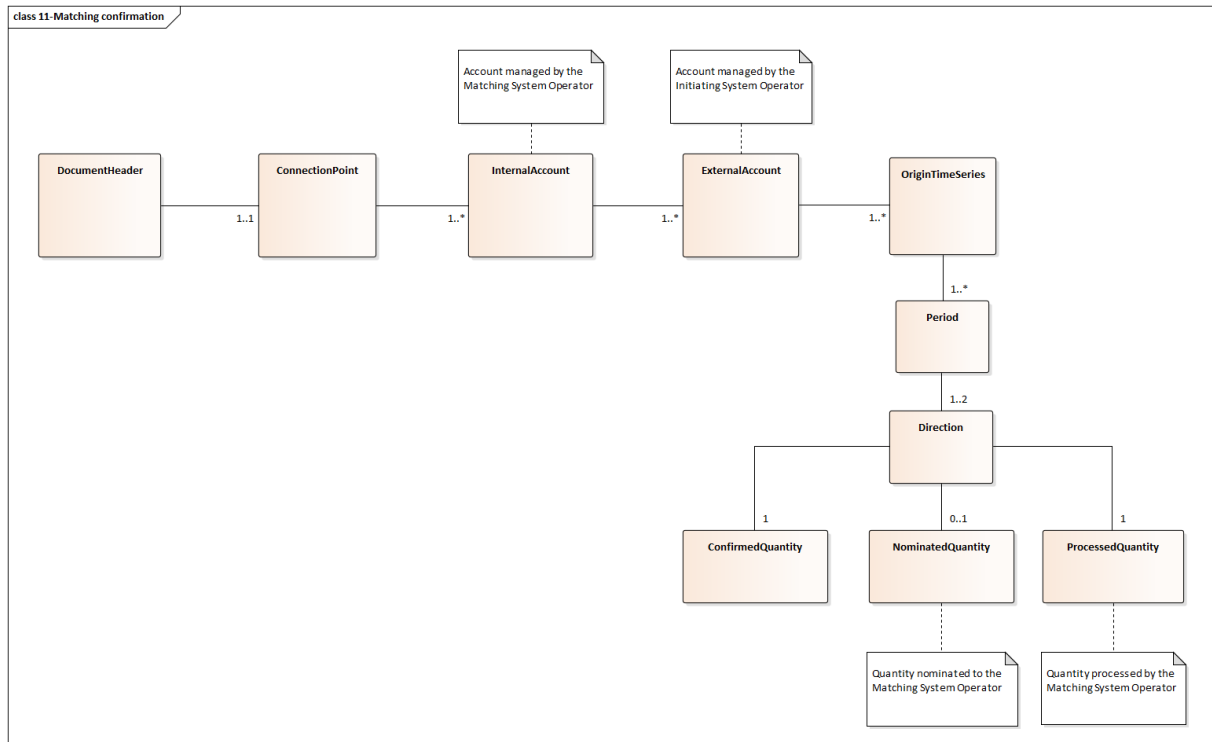 class 11-Matching confirmation
Account managed by the
Matching System Operator
Account managed by the
Initiating System Operator
DocumentHeader
ConnectionPoint
InternalAccount
ExternalAccount
OriginTimeSeries
1..1
1..*
1..*
1..*
1..*
Period
1..2
Direction
1
0..1
1
ConfirmedQuantity
NominatedQuantity
ProcessedQuantity
Quantity nominated to the
Matching System Operator
Quantity processed by the
Matching System Operator